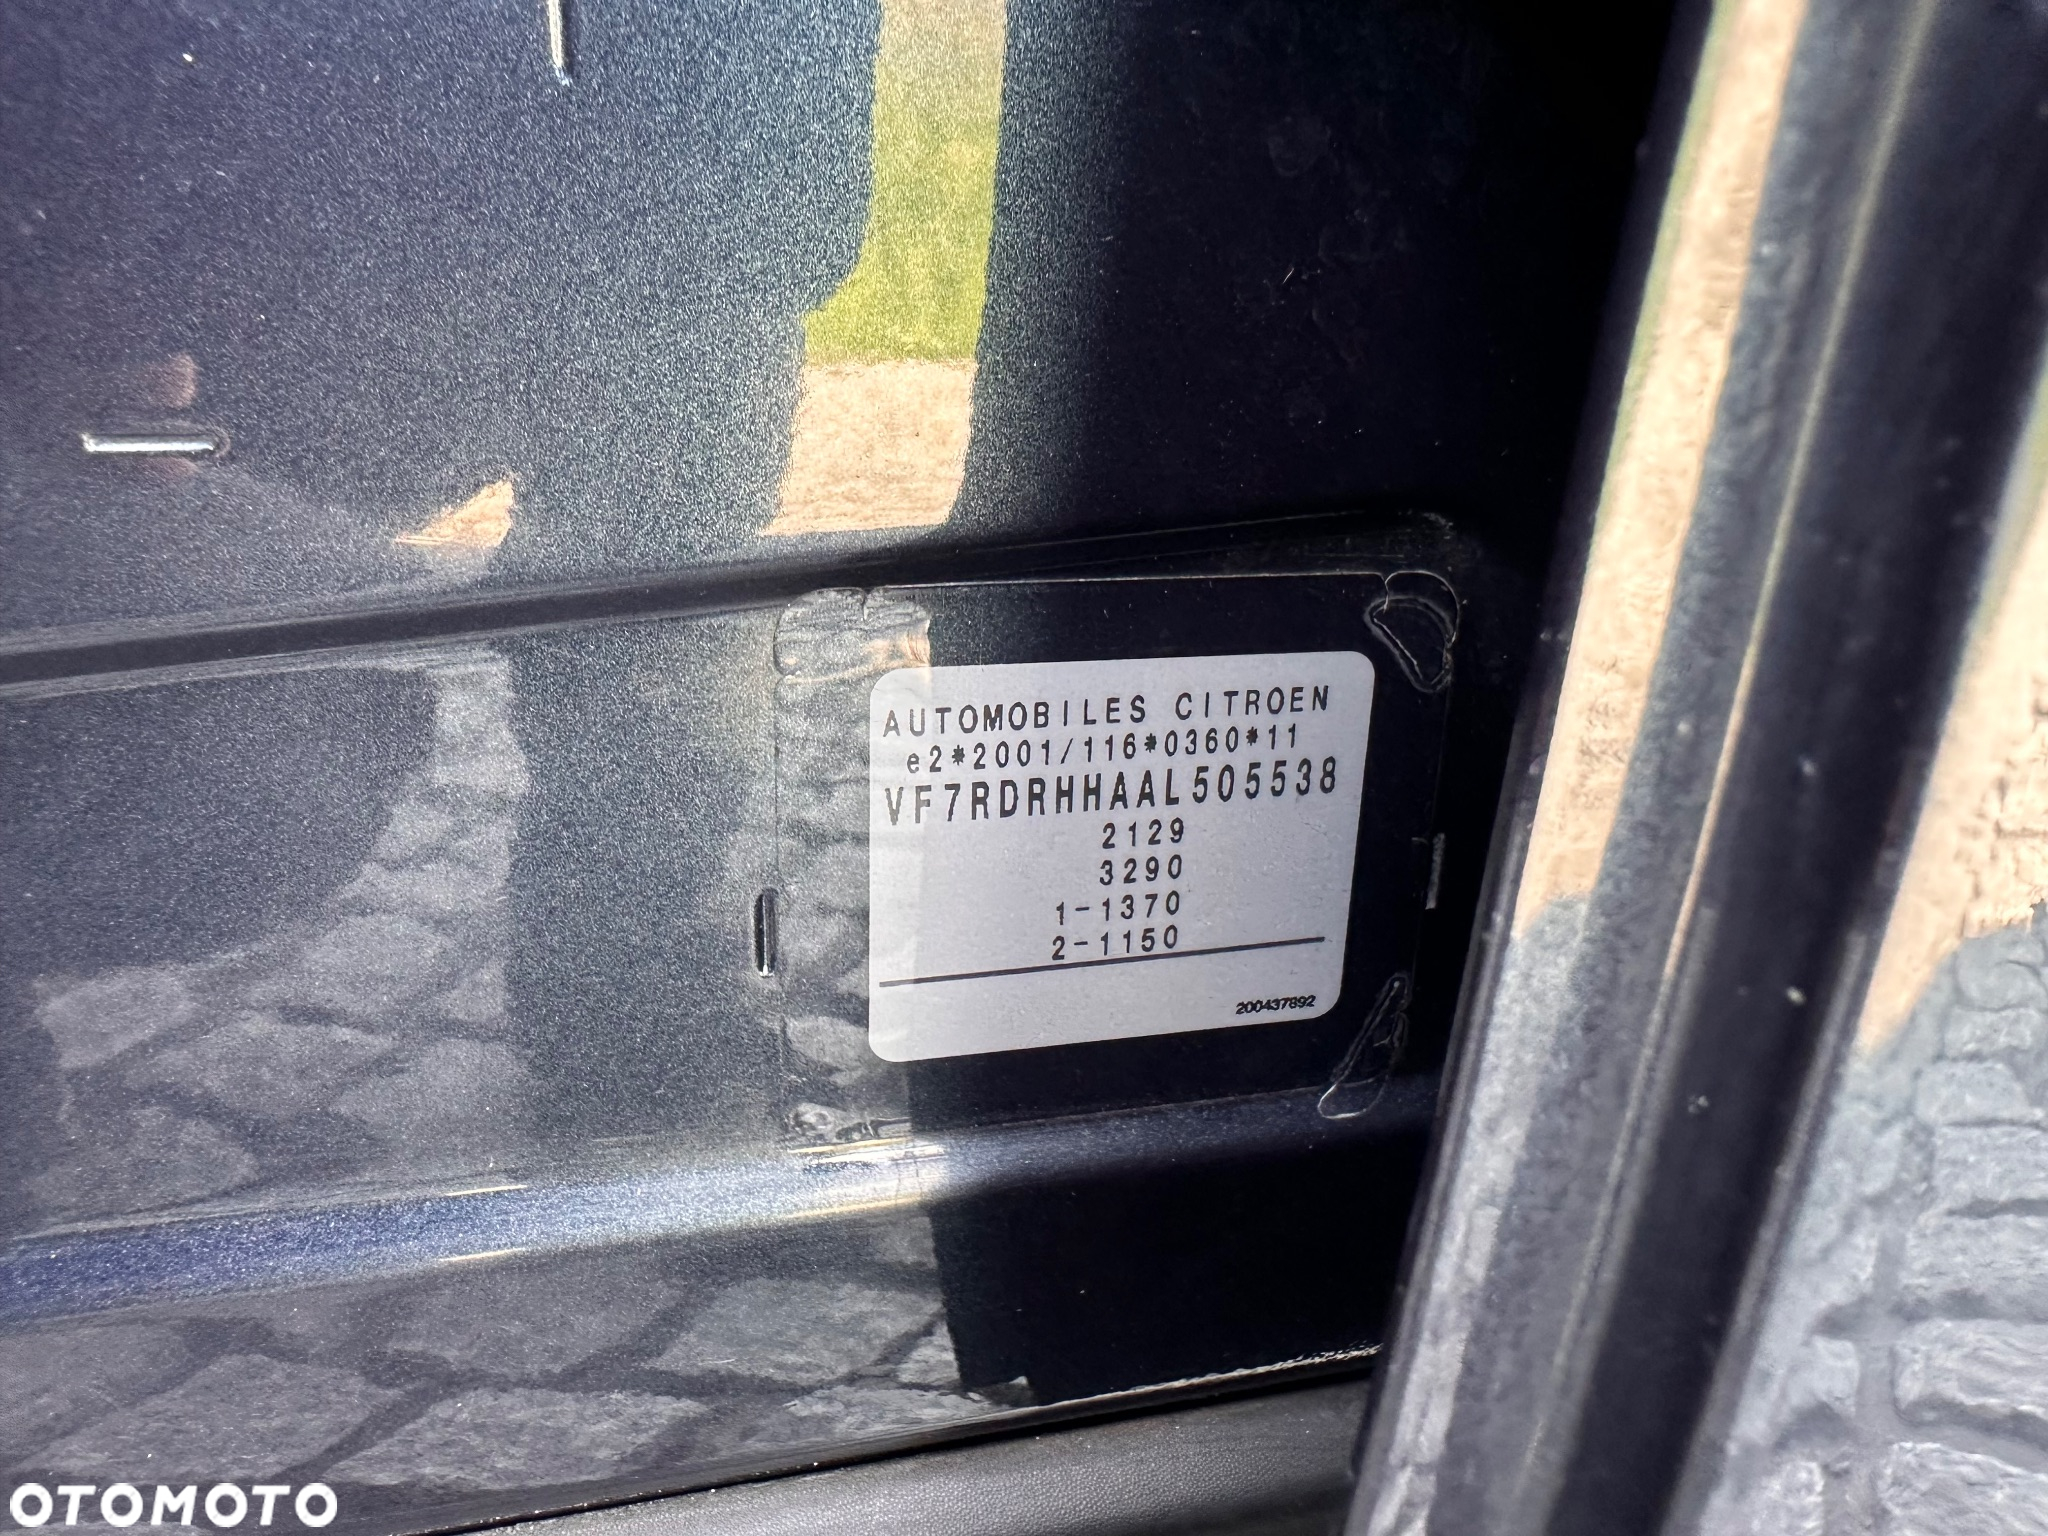 AUTOMOBILES CITROEN
e2*2001/116*0360*11
VF7RDRHHAAL505538
2129
3290
1-1370
2-1150
200437892
OTOMOTO